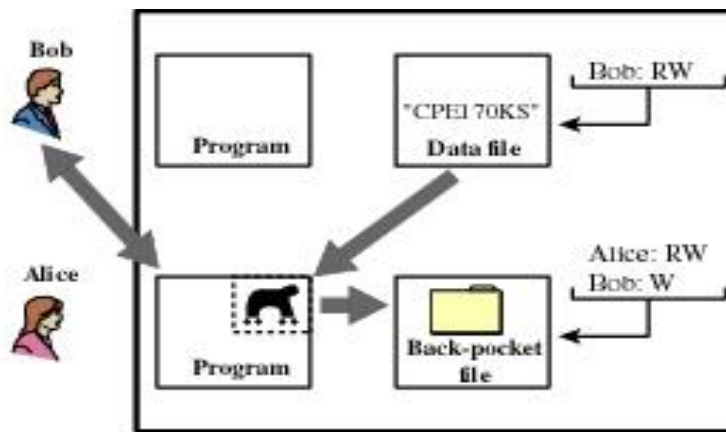 Bob
Program
"CPE170KS"
Data file
Bob: RW
Alice
Program
Back-pocket
file
Alice: RW
Bob: W